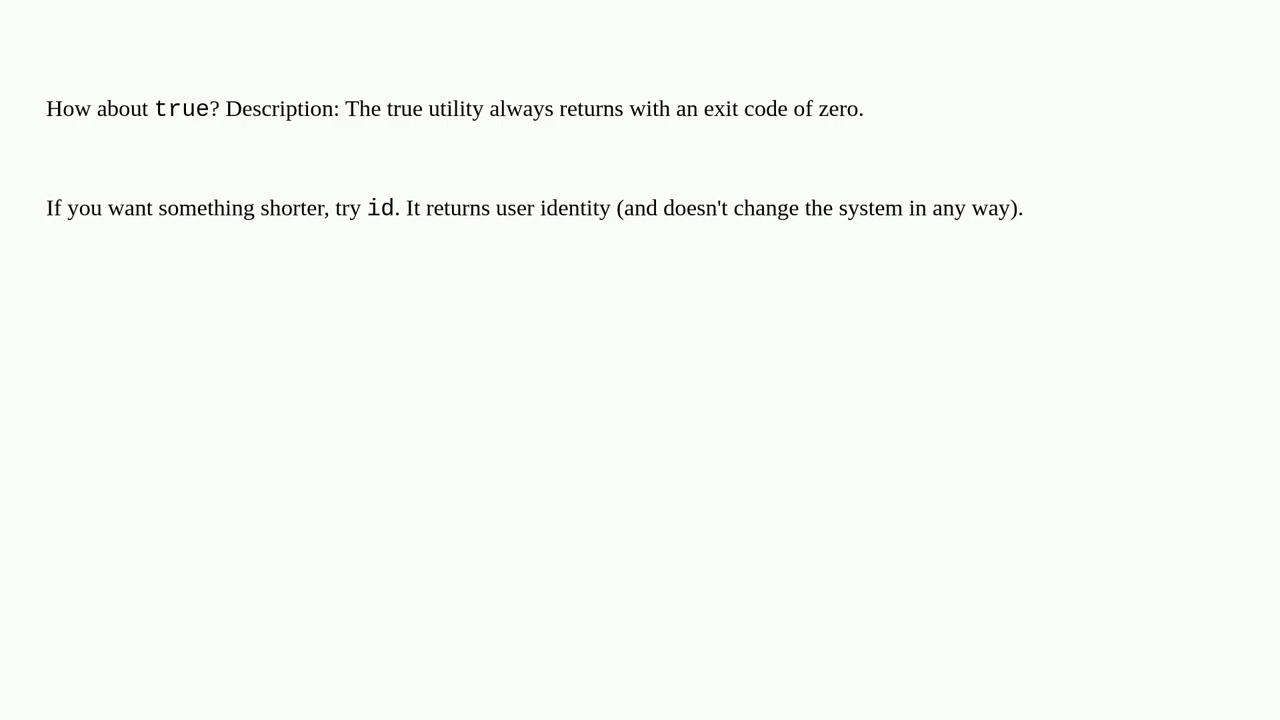 How about true? Description: The true utility always returns with an exit code of zero.
If you want something shorter, try id. It returns user identity (and doesn't change the system in any way).